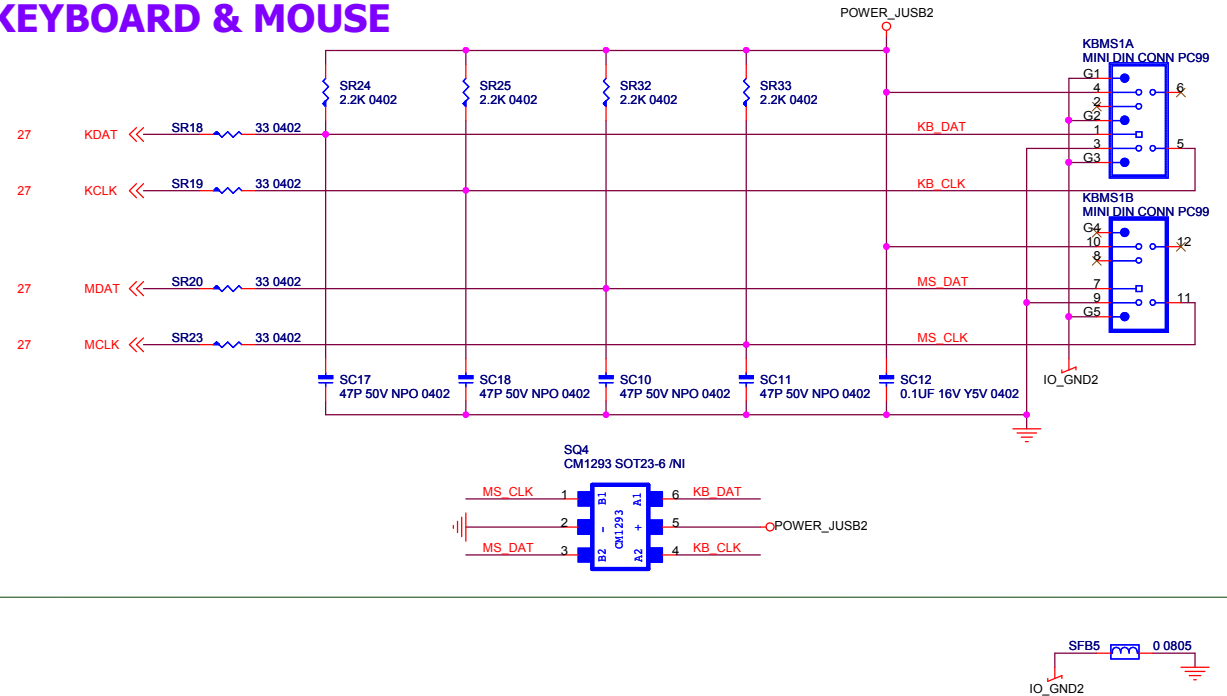 KEYBOARD & MOUSE
POWER_JUSB2
KBMS1A
MINI DIN CONN PC99
SR24
2.2K 0402
SR25
2.2K 0402
SR32
2.2K 0402
SR33
2.2K 0402
G1
4
2
G2
1
3
G3
6
5
27 KDAT SR18 33 0402 KB_DAT
27 KCLK SR19 33 0402 KB_CLK
KBMS1B
MINI DIN CONN PC99
G4
10
8
7
9
G5
12
11
27 MDAT SR20 33 0402 MS_DAT
27 MCLK SR23 33 0402 MS_CLK
SC17
47P 50V NPO 0402
SC18
47P 50V NPO 0402
SC10
47P 50V NPO 0402
SC11
47P 50V NPO 0402
SC12
0.1UF 16V Y5V 0402
IO_GND2
SQ4
CM1293 SOT23-6 /NI
MS_CLK 1 B1 A1 6 KB_DAT
2 - CM1293 + 5 POWER_JUSB2
MS_DAT 3 B2 A2 4 KB_CLK
SFB5 0 0805
IO_GND2